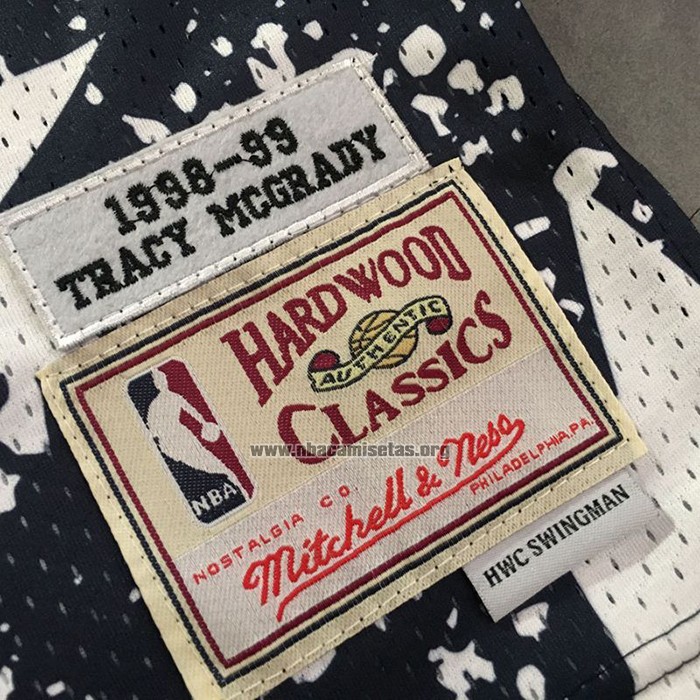 1998-99
TRACY MCGRADY
HARDWOOD
AUTHENTIC
CLASSICS
NBA
www.nbacamisetas.org
NOSTALGIA CO.
Mitchell & Ness
PHILADELPHIA.PA.
HWC SWINGMAN